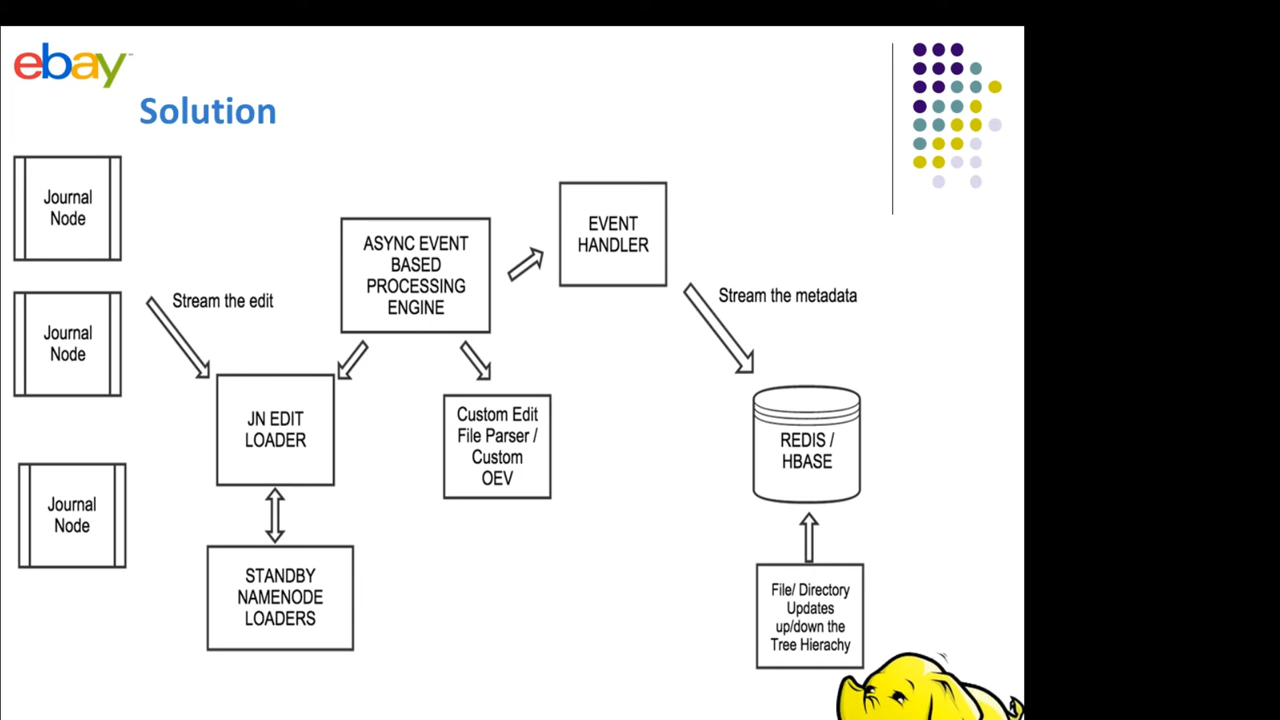 ebay
Solution
Journal
Node
Journal
Node
Journal
Node
Stream the edit
ASYNC EVENT
BASED
PROCESSING
ENGINE
EVENT
HANDLER
Stream the metadata
JN EDIT
LOADER
Custom Edit
File Parser /
Custom
OEV
REDIS /
HBASE
STANDBY
NAMENODE
LOADERS
File/ Directory
Updates
up/down the
Tree Hierachy